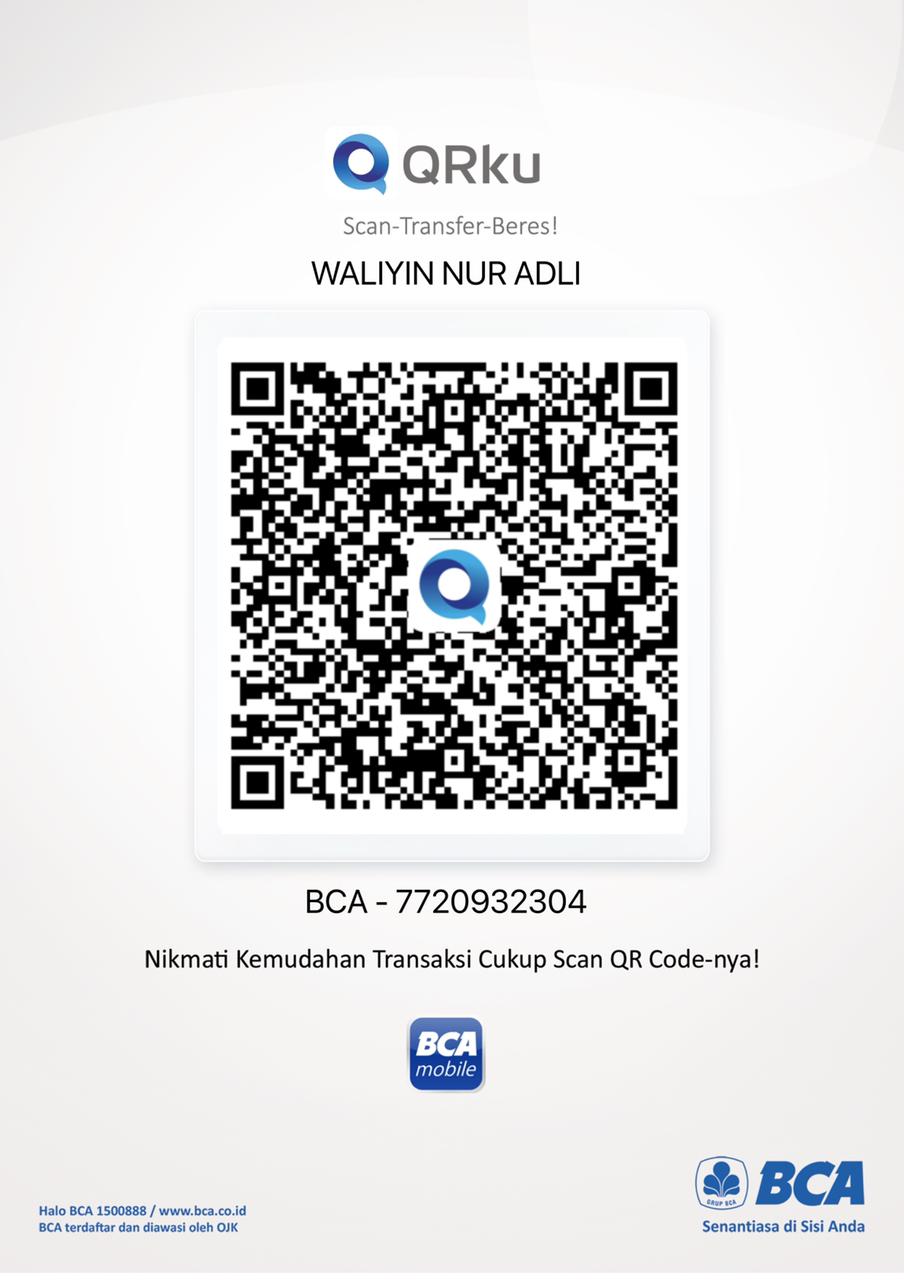 QRku
Scan-Transfer-Beres!
WALIYIN NUR ADLI
BCA - 7720932304
Nikmati Kemudahan Transaksi Cukup Scan QR Code-nya!
BCA
mobile
GRUP BCA
BCA
Senantiasa di Sisi Anda
Halo BCA 1500888 / www.bca.co.id
BCA terdaftar dan diawasi oleh OJK